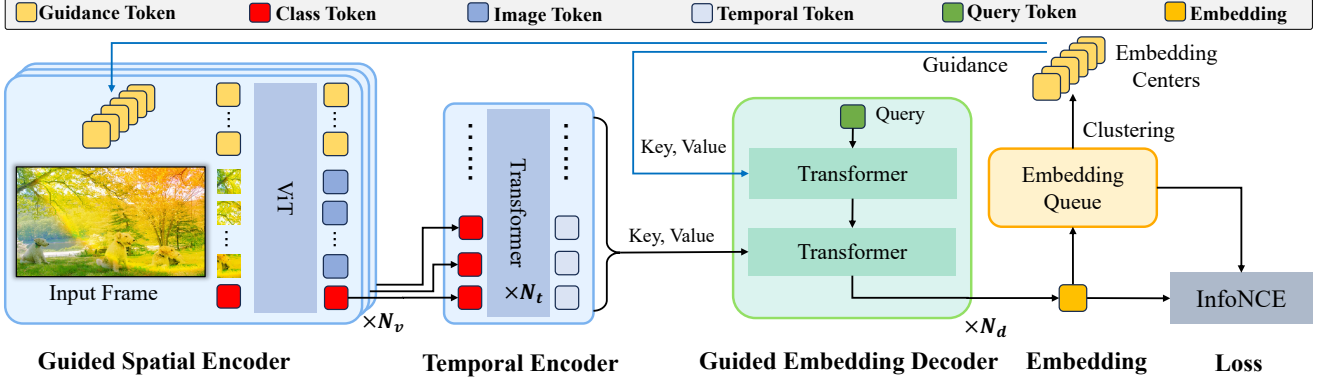 Guidance Token
Class Token
Image Token
Temporal Token
Query Token
Embedding
Guidance
Embedding
Centers
Clustering
ViT
Input Frame
×N_v
Transformer
×N_t
Key, Value
Key, Value
Query
Transformer
Transformer
×N_d
Embedding
Queue
InfoNCE
Guided Spatial Encoder
Temporal Encoder
Guided Embedding Decoder
Embedding
Loss